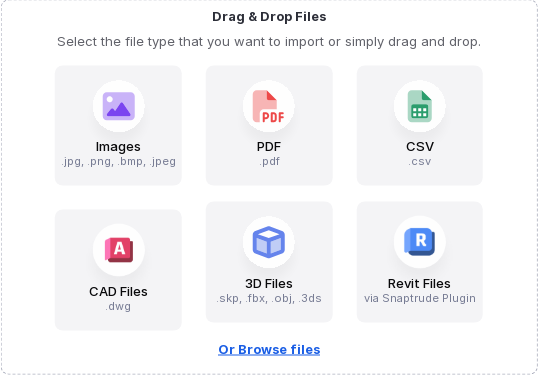 Drag & Drop Files
Select the file type that you want to import or simply drag and drop.
Images
.jpg, .png, .bmp, .jpeg
PDF
PDF
.pdf
CSV
.csv
A
CAD Files
.dwg
3D Files
.skp, .fbx, .obj, .3ds
R
Revit Files
via Snaptrude Plugin
Or Browse files